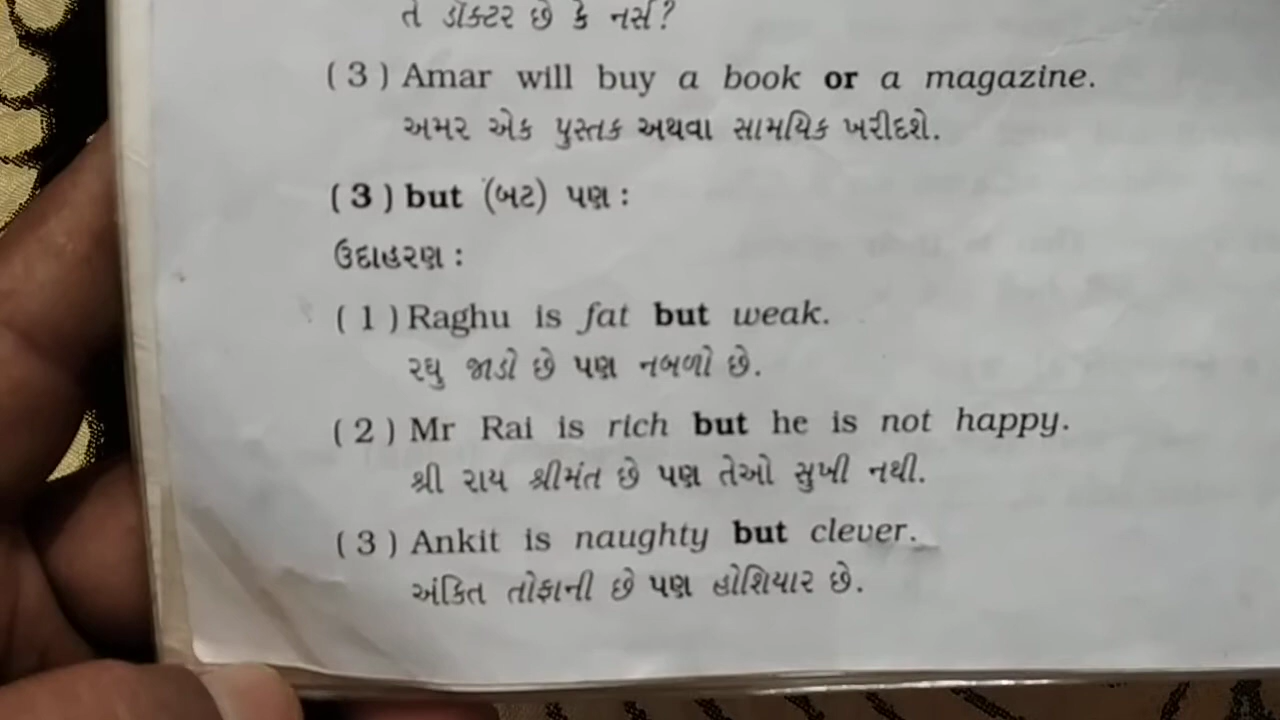 તે ડૉક્ટર છે કે નર્સ?
(3) Amar will buy a book or a magazine.
અમર એક પુસ્તક અથવા સામયિક ખરીદશે.
(3) but (બટ) પણ :
ઉદાહરણ :
(1) Raghu is fat but weak.
રઘુ જાડો છે પણ નબળો છે.
(2) Mr Rai is rich but he is not happy.
શ્રી રાય શ્રીમંત છે પણ તેઓ સુખી નથી.
(3) Ankit is naughty but clever.
અંકિત તોફાની છે પણ હોશિયાર છે.